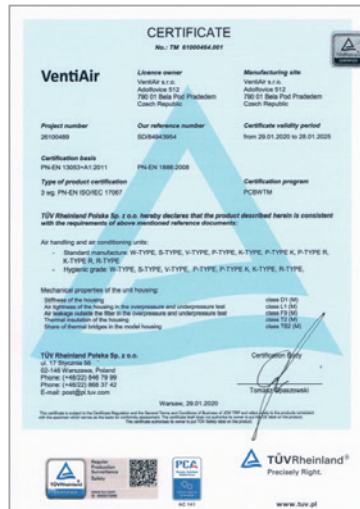 CERTIFICATE
No.: TM 61000464.001
VentiAir
Licence owner
VentiAir s.r.o.
Adolfovice 512
790 01 Bela Pod Pradedem
Czech Republic
Manufacturing site
VentiAir s.r.o.
Adolfovice 512
790 01 Bela Pod Pradedem
Czech Republic
Project number
26100489
Our reference number
SD/84943954
Certificate validity period
from 29.01.2020 to 28.01.2025
Certification basis
PN-EN 13053+A1:2011
PN-EN 1886:2008
Type of product certification
3 wg. PN-EN ISO/IEC 17067
Certification program
PCBWTM
TÜV Rheinland Polska Sp. z o.o. hereby declares that the product described herein is consistent
with the requirements of above mentioned reference documents:
Air handling and air conditioning units:
- Standard manufacture: W-TYPE, S-TYPE, V-TYPE, P-TYPE, K-TYPE, P-TYPE K, P-TYPE R,
K-TYPE R, R-TYPE
- Hygienic grade: W-TYPE, S-TYPE, V-TYPE, P-TYPE, P-TYPE K, K-TYPE, R-TYPE,
Mechanical properties of the unit housing:
Stiffness of the housing class D1 (M)
Air tightness of the housing in the overpressure and underpressure test class L1 (M)
Air leakage outside the filter in the overpressure and underpressure test class F9 (M)
Thermal insulation of the housing class T2 (M)
Share of thermal bridges in the model housing class TB2 (M)
TÜV Rheinland Polska Sp. z o.o.
ul. 17 Stycznia 56
02-146 Warszawa, Poland
Phone: (+48/22) 846 79 99
Phone: (+48/22) 868 37 42
E-mail: post@pl.tuv.com
Certification Body
Warsaw, 29.01.2020
TÜVRheinland
CERTIFIED
Regular
Production
Surveillance
Safety
PCA
AC 141
TÜVRheinland®
Precisely Right.
www.tuv.pl